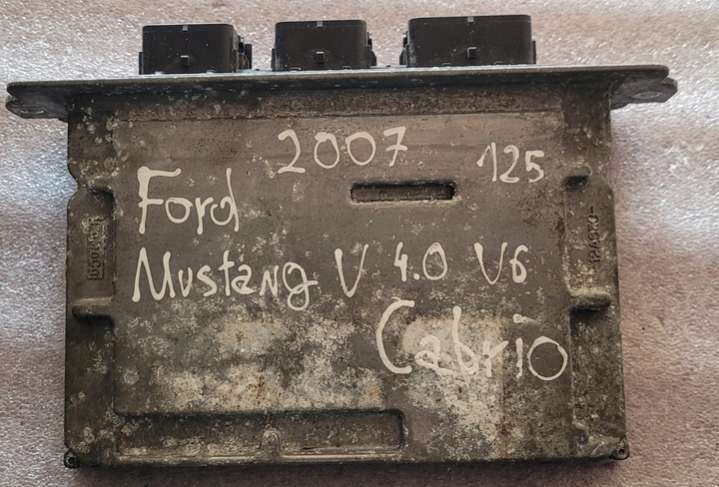 2007 125
Ford
Mustang V 4.0 V6
Cabrio